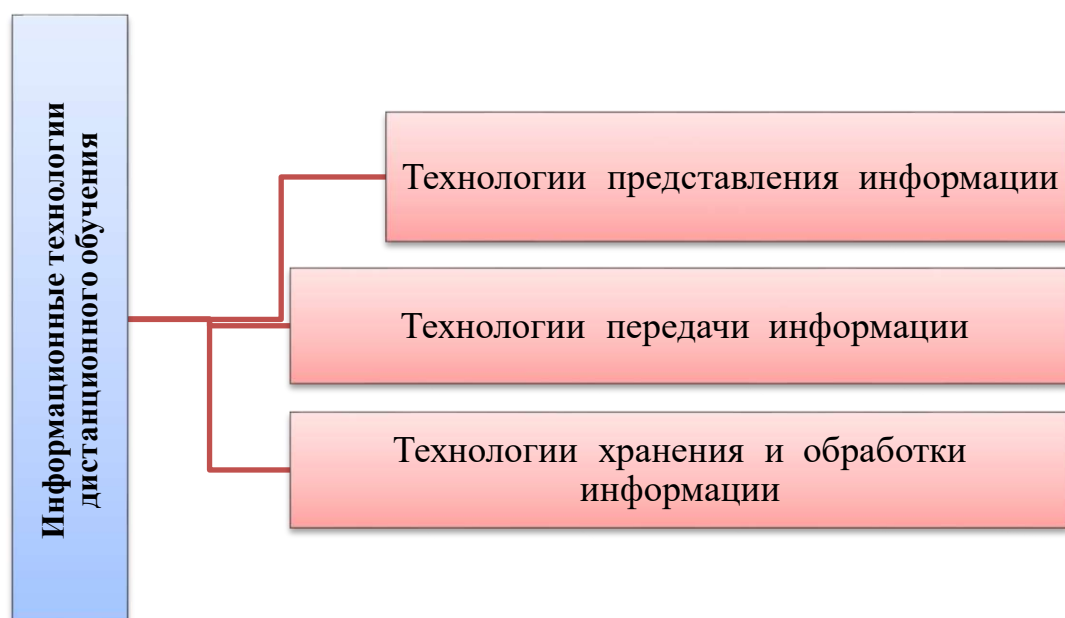 Информационные технологии
дистанционного обучения
Технологии представления информации
Технологии передачи информации
Технологии хранения и обработки
информации